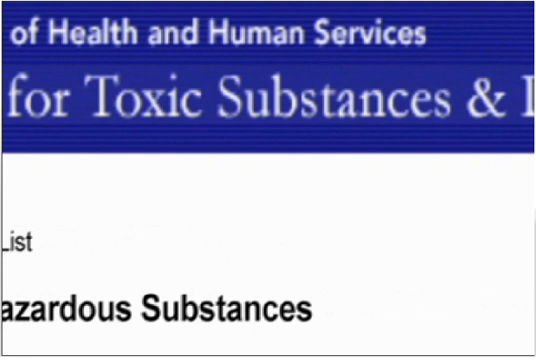 of Health and Human Services
for Toxic Substances &
List
azardous Substances